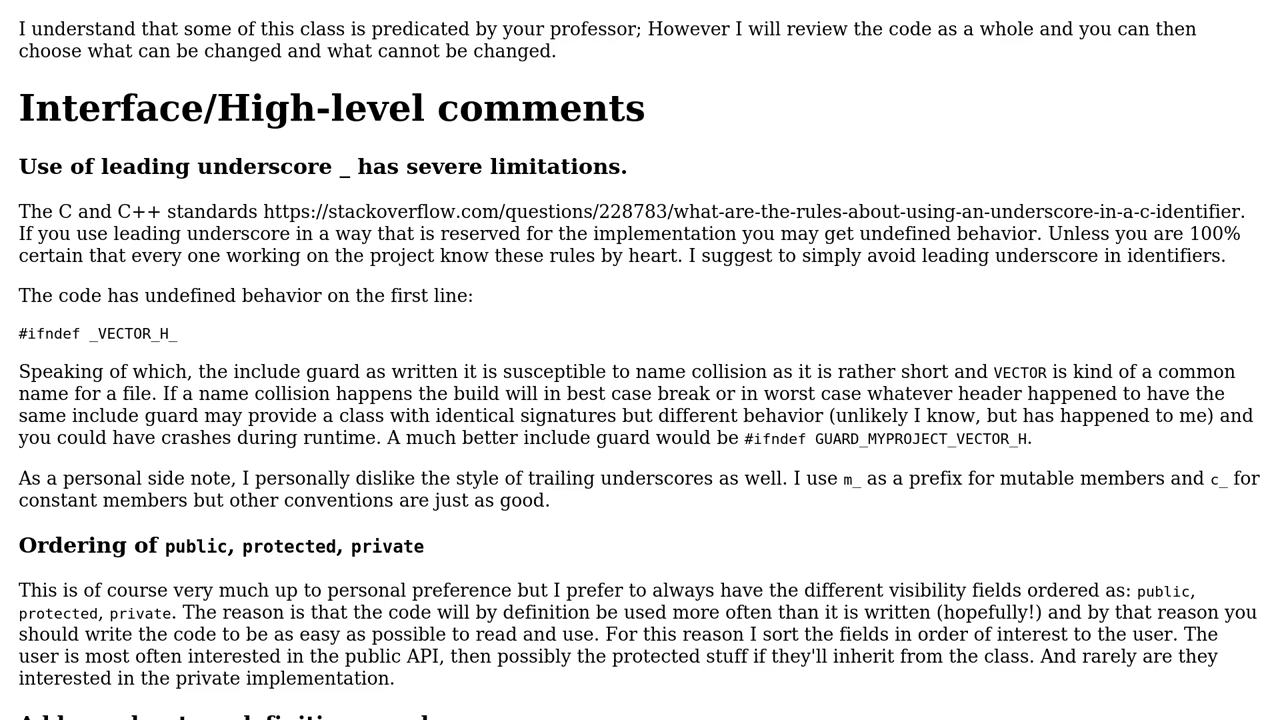 I understand that some of this class is predicated by your professor; However I will review the code as a whole and you can then
choose what can be changed and what cannot be changed.
Interface/High-level comments
Use of leading underscore _ has severe limitations.
The C and C++ standards https://stackoverflow.com/questions/228783/what-are-the-rules-about-using-an-underscore-in-a-c-identifier.
If you use leading underscore in a way that is reserved for the implementation you may get undefined behavior. Unless you are 100%
certain that every one working on the project know these rules by heart. I suggest to simply avoid leading underscore in identifiers.
The code has undefined behavior on the first line:
#ifndef _VECTOR_H_
Speaking of which, the include guard as written it is susceptible to name collision as it is rather short and VECTOR is kind of a common
name for a file. If a name collision happens the build will in best case break or in worst case whatever header happened to have the
same include guard may provide a class with identical signatures but different behavior (unlikely I know, but has happened to me) and
you could have crashes during runtime. A much better include guard would be #ifndef GUARD_MYPROJECT_VECTOR_H.
As a personal side note, I personally dislike the style of trailing underscores as well. I use m_ as a prefix for mutable members and c_ for
constant members but other conventions are just as good.
Ordering of public, protected, private
This is of course very much up to personal preference but I prefer to always have the different visibility fields ordered as: public,
protected, private. The reason is that the code will by definition be used more often than it is written (hopefully!) and by that reason you
should write the code to be as easy as possible to read and use. For this reason I sort the fields in order of interest to the user. The
user is most often interested in the public API, then possibly the protected stuff if they'll inherit from the class. And rarely are they
interested in the private implementation.